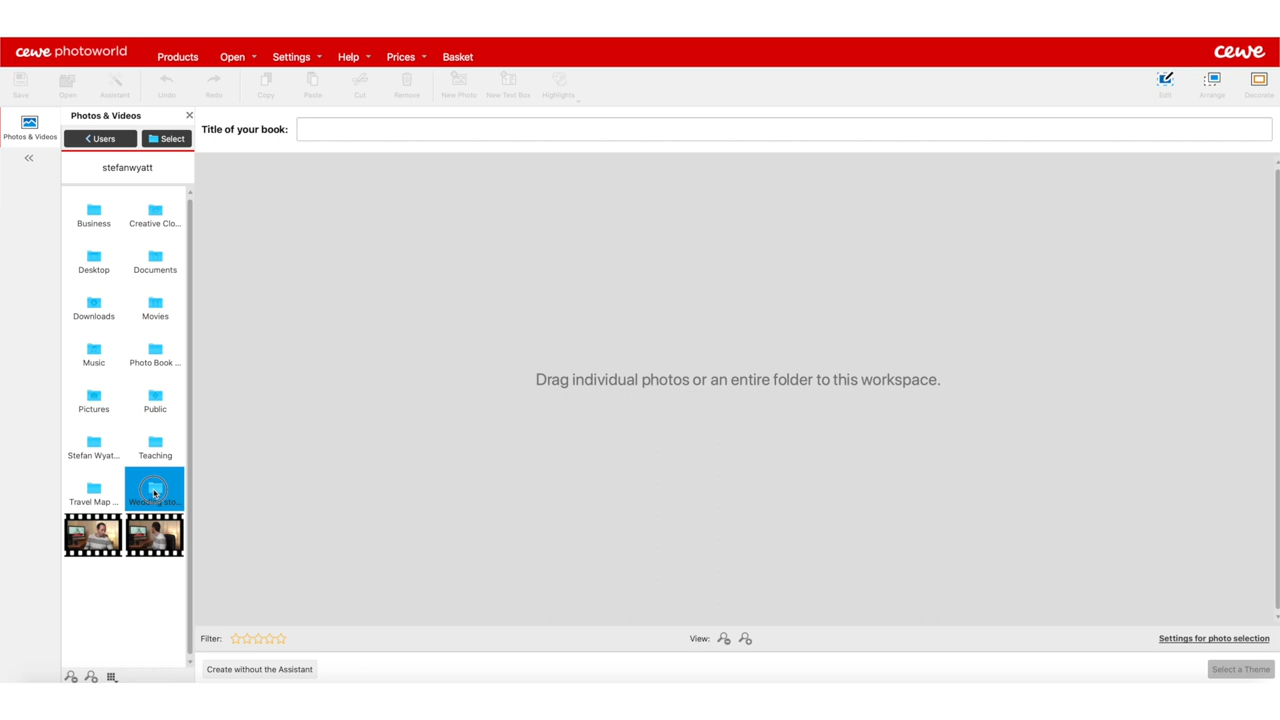 cewe photoworld
Products Open Settings Help Prices Basket
cewe
Save Open Assistant Undo Redo Copy Paste Cut Remove New Photo New Text Box Highlights Edit Arrange Decorate
Photos & Videos
Photos & Videos
Users Select
stefanwyatt
Title of your book:
Business Creative Clo...
Desktop Documents
Downloads Movies
Music Photo Book ...
Pictures Public
Stefan Wyat... Teaching
Travel Map ... Wedding sto...
Drag individual photos or an entire folder to this workspace.
Filter: View: Settings for photo selection
Create without the Assistant Select a Theme